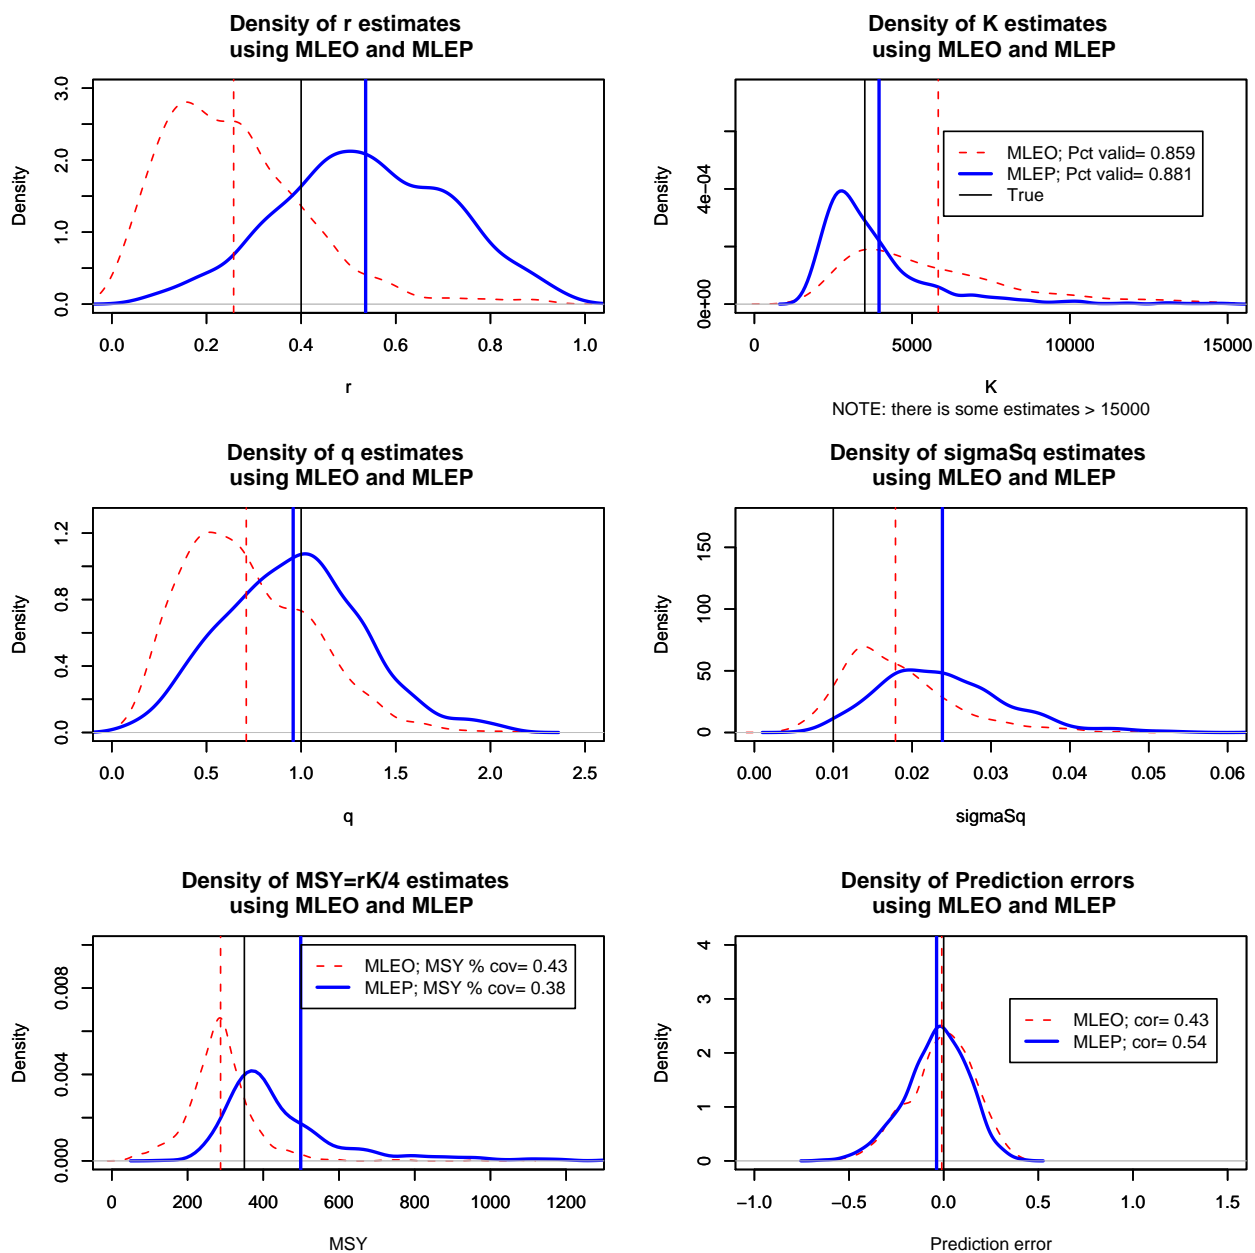 Density of r estimates
using MLEO and MLEP
Density
0.0
1.0
2.0
3.0
0.0
0.2
0.4
0.6
0.8
1.0
r
Density of K estimates
using MLEO and MLEP
Density
0e+00
4e−04
MLEO; Pct valid= 0.859
MLEP; Pct valid= 0.881
True
0
5000
10000
15000
K
NOTE: there is some estimates > 15000
Density of q estimates
using MLEO and MLEP
Density
0.0
0.4
0.8
1.2
0.0
0.5
1.0
1.5
2.0
2.5
q
Density of sigmaSq estimates
using MLEO and MLEP
Density
0
50
100
150
0.00
0.01
0.02
0.03
0.04
0.05
0.06
sigmaSq
Density of MSY=rK/4 estimates
using MLEO and MLEP
Density
0.000
0.004
0.008
MLEO; MSY % cov= 0.43
MLEP; MSY % cov= 0.38
0
200
400
600
800
1000
1200
MSY
Density of Prediction errors
using MLEO and MLEP
Density
0
1
2
3
4
MLEO; cor= 0.43
MLEP; cor= 0.54
−1.0
−0.5
0.0
0.5
1.0
1.5
Prediction error